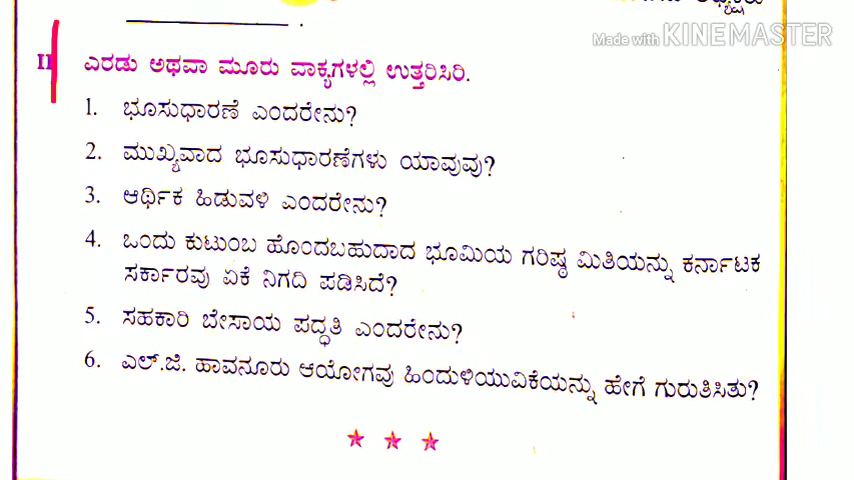 Made with KINEMASTER
II ಎರಡು ಅಥವಾ ಮೂರು ವಾಕ್ಯಗಳಲ್ಲಿ ಉತ್ತರಿಸಿರಿ.
1. ಭೂಸುಧಾರಣೆ ಎಂದರೇನು?
2. ಮುಖ್ಯವಾದ ಭೂಸುಧಾರಣೆಗಳು ಯಾವುವು?
3. ಆರ್ಥಿಕ ಹಿಡುವಳಿ ಎಂದರೇನು?
4. ಒಂದು ಕುಟುಂಬ ಹೊಂದಬಹುದಾದ ಭೂಮಿಯ ಗರಿಷ್ಠ ಮಿತಿಯನ್ನು ಕರ್ನಾಟಕ
ಸರ್ಕಾರವು ಏಕೆ ನಿಗದಿ ಪಡಿಸಿದೆ?
5. ಸಹಕಾರಿ ಬೇಸಾಯ ಪದ್ಧತಿ ಎಂದರೇನು?
6. ಎಲ್.ಜಿ. ಹಾವನೂರು ಆಯೋಗವು ಹಿಂದುಳಿಯುವಿಕೆಯನ್ನು ಹೇಗೆ ಗುರುತಿಸಿತು?